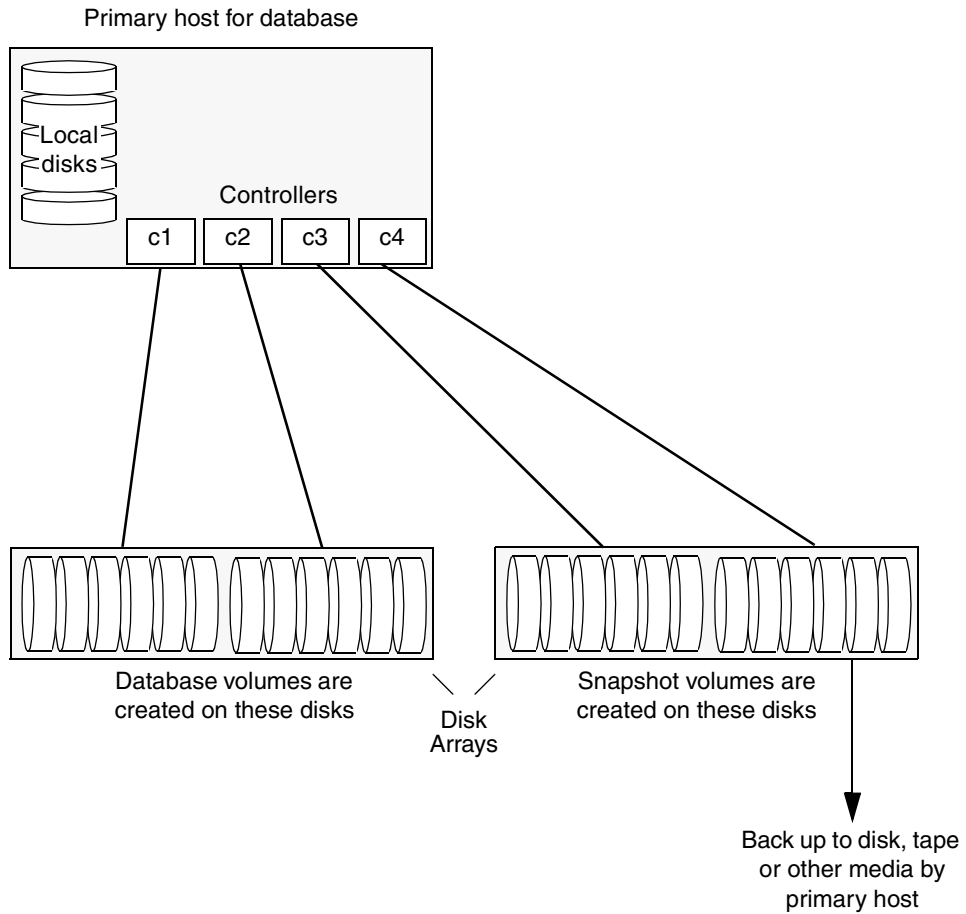 Primary host for database
Local
disks
Controllers
c1 c2 c3 c4
Database volumes are
created on these disks
Disk
Arrays
Snapshot volumes are
created on these disks
Back up to disk, tape
or other media by
primary host